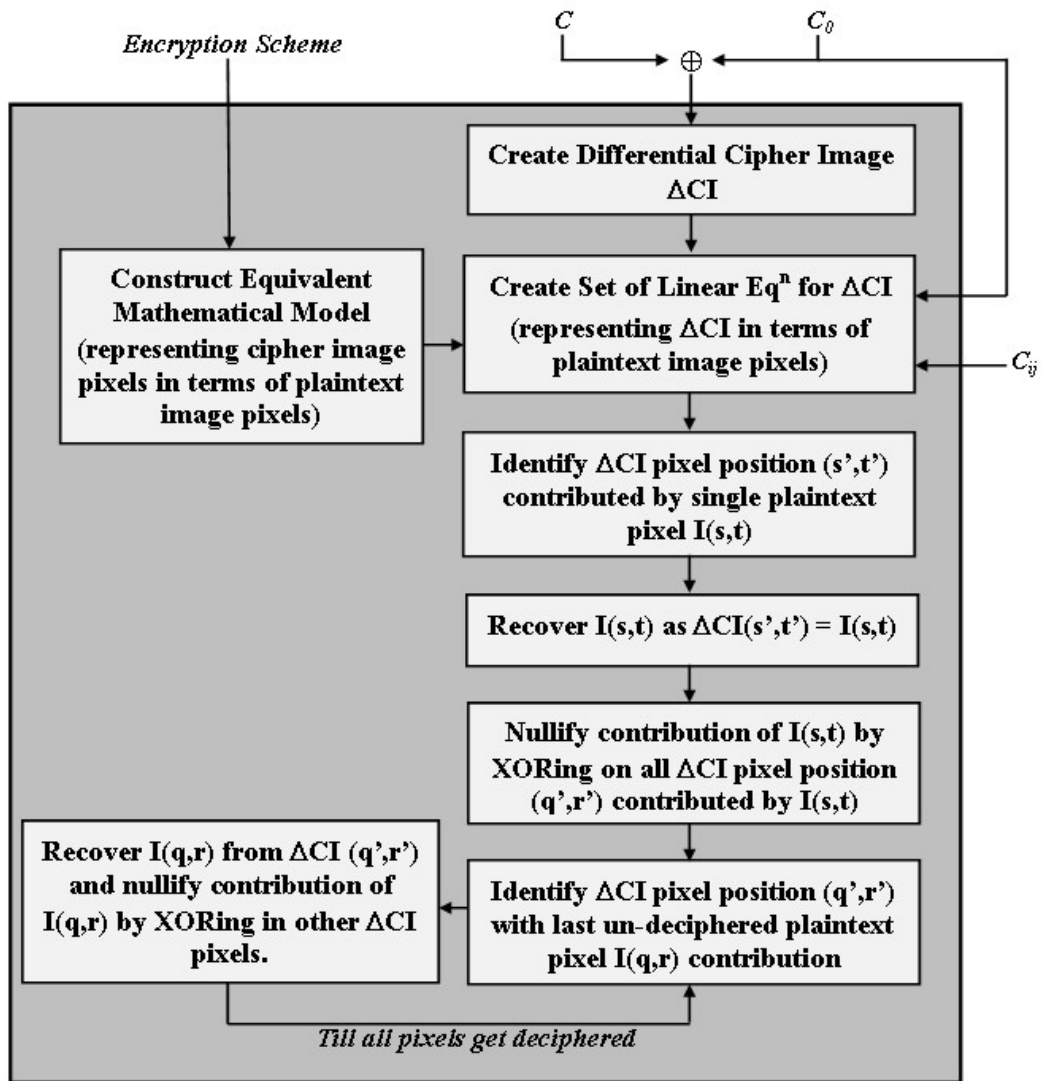 Encryption Scheme
C
C₀
⊕
Create Differential Cipher Image
ΔCI
Construct Equivalent
Mathematical Model
(representing cipher image
pixels in terms of plaintext
image pixels)
Create Set of Linear Eqⁿ for ΔCI
(representing ΔCI in terms of
plaintext image pixels)
C_ij
Identify ΔCI pixel position (s’,t’)
contributed by single plaintext
pixel I(s,t)
Recover I(s,t) as ΔCI(s’,t’) = I(s,t)
Nullify contribution of I(s,t) by
XORing on all ΔCI pixel position
(q’,r’) contributed by I(s,t)
Identify ΔCI pixel position (q’,r’)
with last un-deciphered plaintext
pixel I(q,r) contribution
Recover I(q,r) from ΔCI (q’,r’)
and nullify contribution of
I(q,r) by XORing in other ΔCI
pixels.
Till all pixels get deciphered